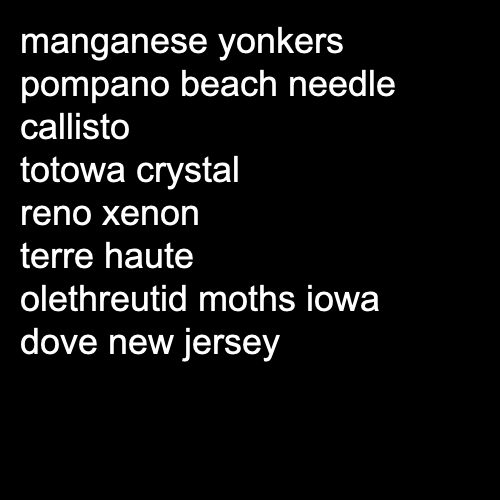 manganese yonkers
pompano beach needle
callisto
totowa crystal
reno xenon
terre haute
olethreutid moths iowa
dove new jersey